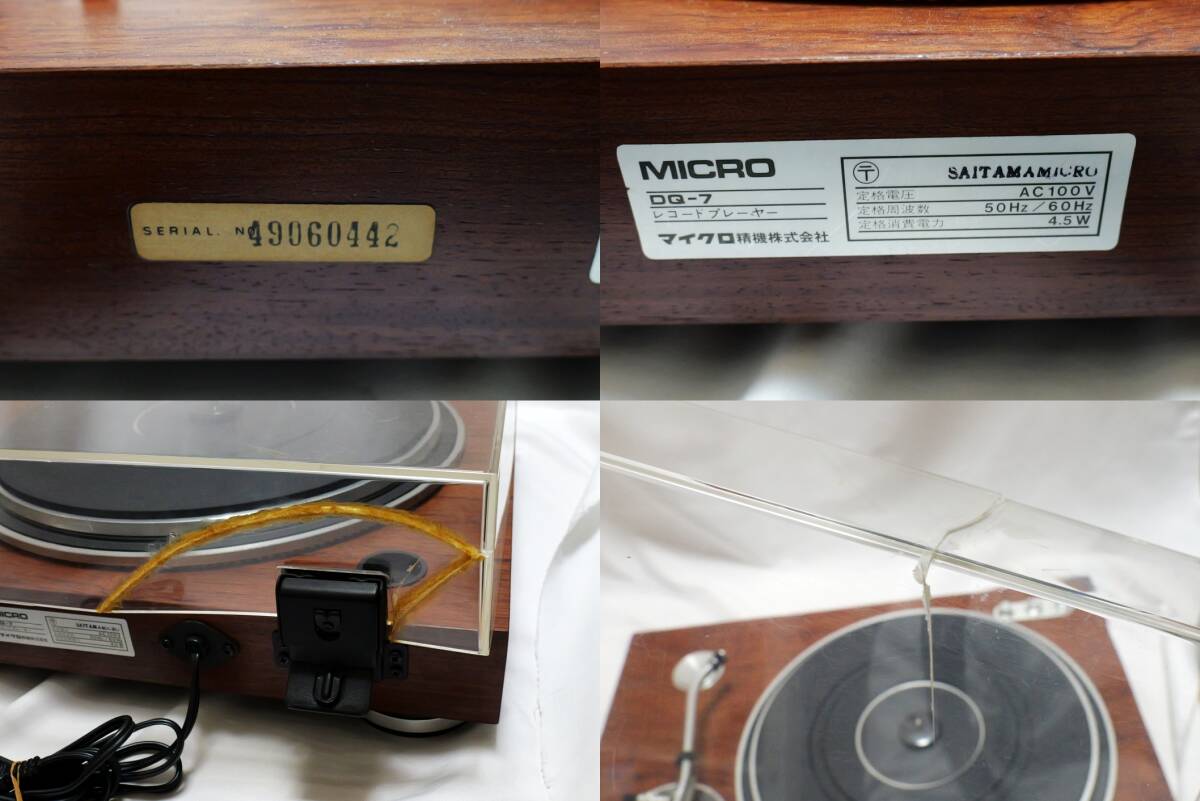 SERIAL. No 49060442
MICRO
DQ-7
レコードプレーヤー
マイクロ精機株式会社
〒 SAITAMAMICRO
定格電圧 AC100V
定格周波数 50Hz/60Hz
定格消費電力 4.5W
MICRO